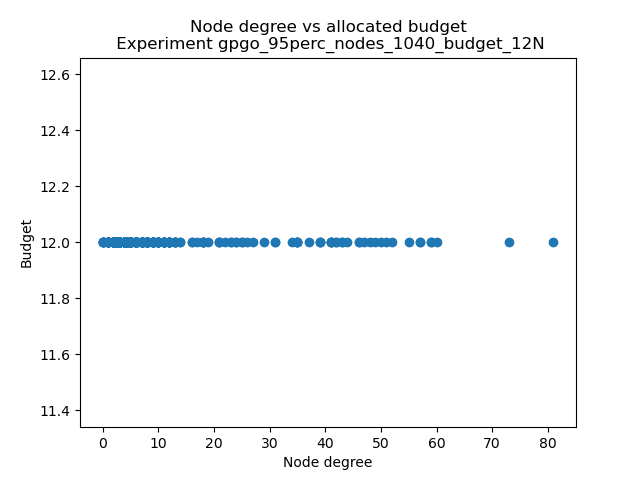 Node degree vs allocated budget
Experiment gpgo_95perc_nodes_1040_budget_12N
12.6
12.4
12.2
12.0
11.8
11.6
11.4
Budget
0 10 20 30 40 50 60 70 80
Node degree